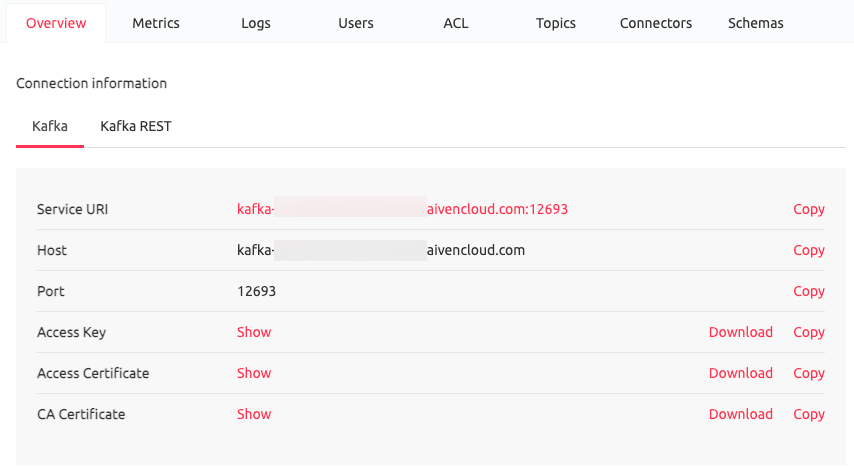 Overview Metrics Logs Users ACL Topics Connectors Schemas
Connection information
Kafka Kafka REST
Service URI kafka- aivencloud.com:12693 Copy
Host kafka- aivencloud.com Copy
Port 12693 Copy
Access Key Show Download Copy
Access Certificate Show Download Copy
CA Certificate Show Download Copy